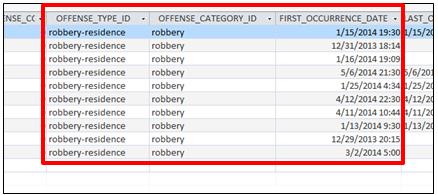 ENSE_CO OFFENSE_TYPE_ID OFFENSE_CATEGORY_ID FIRST_OCCURRENCE_DATE LAST_O
robbery-residence robbery 1/15/2014 19:30 1/15/20
robbery-residence robbery 12/31/2013 18:14
robbery-residence robbery 1/16/2014 19:09
robbery-residence robbery 5/6/2014 21:30 5/6/201
robbery-residence robbery 1/25/2014 4:34 1/25/20
robbery-residence robbery 4/12/2014 22:30 4/12/20
robbery-residence robbery 4/11/2014 10:44 4/11/20
robbery-residence robbery 1/13/2014 9:30 1/13/20
robbery-residence robbery 12/29/2013 20:15
robbery-residence robbery 3/2/2014 5:00